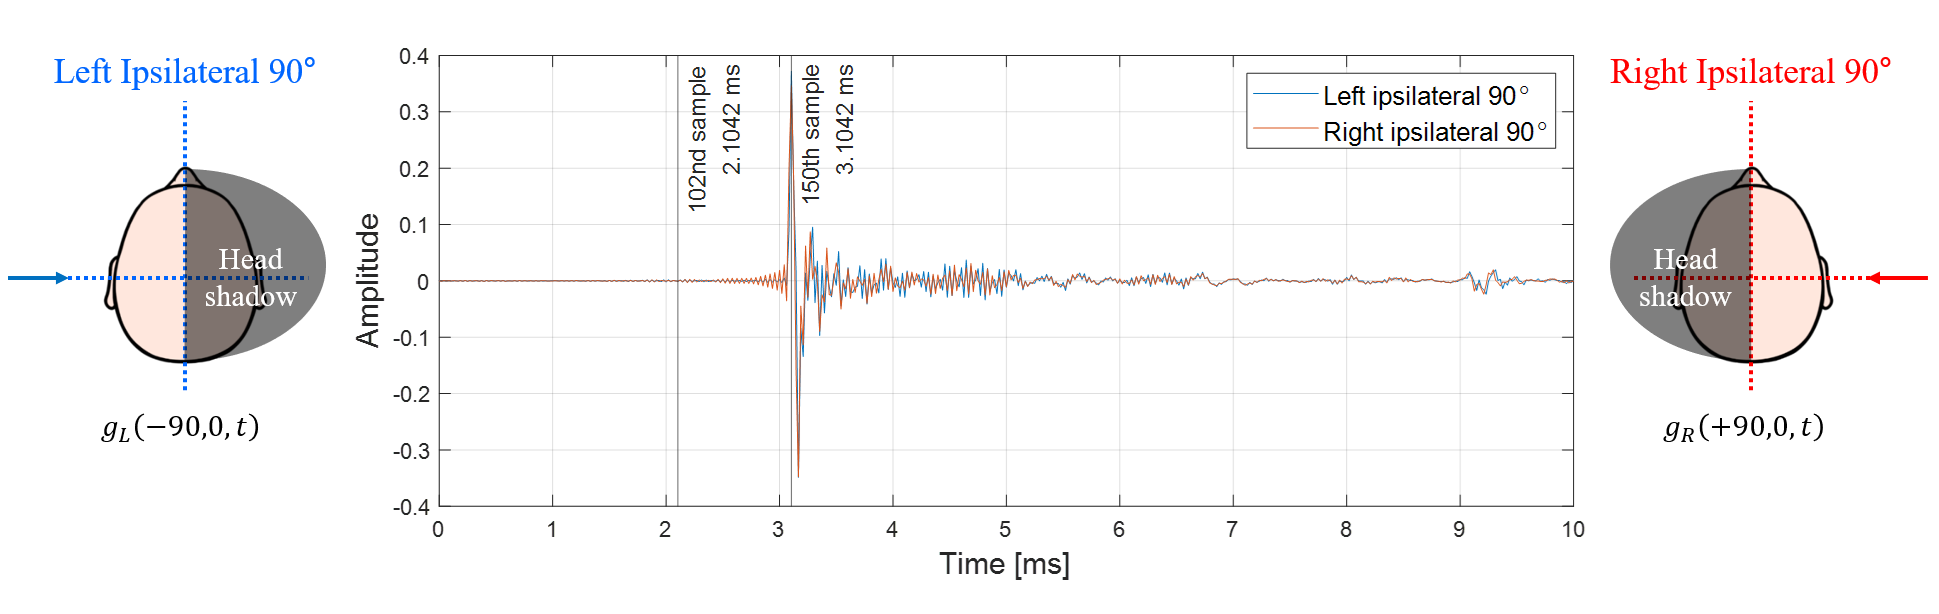 Left Ipsilateral 90°
Head
shadow
g_L(−90,0, t)
Amplitude
0.4
0.3
0.2
0.1
0
-0.1
-0.2
-0.3
-0.4
102nd sample
2.1042 ms
150th sample
3.1042 ms
Left ipsilateral 90°
Right ipsilateral 90°
0 1 2 3 4 5 6 7 8 9 10
Time [ms]
Right Ipsilateral 90°
Head
shadow
g_R(+90,0, t)